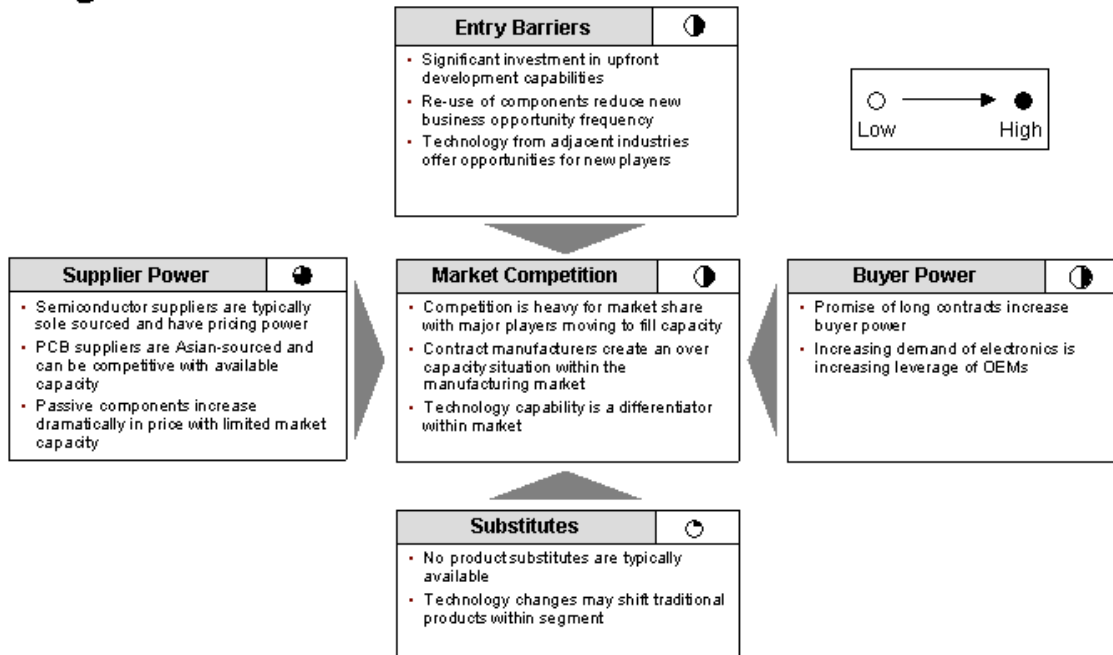 Entry Barriers
• Significant investment in upfront
development capabilities
• Re-use of components reduce new
business opportunity frequency
• Technology from adjacent industries
offer opportunities for new players
Low
High
Supplier Power
• Semiconductor suppliers are typically
sole sourced and have pricing power
• PCB suppliers are Asian-sourced and
can be competitive with available
capacity
• Passive components increase
dramatically in price with limited market
capacity
Market Competition
• Competition is heavy for market share
with major players moving to fill capacity
• Contract manufacturers create an over
capacity situation within the
manufacturing market
• Technology capability is a differentiator
within market
Buyer Power
• Promise of long contracts increase
buyer power
• Increasing demand of electronics is
increasing leverage of OEMs
Substitutes
• No product substitutes are typically
available
• Technology changes may shift traditional
products within segment